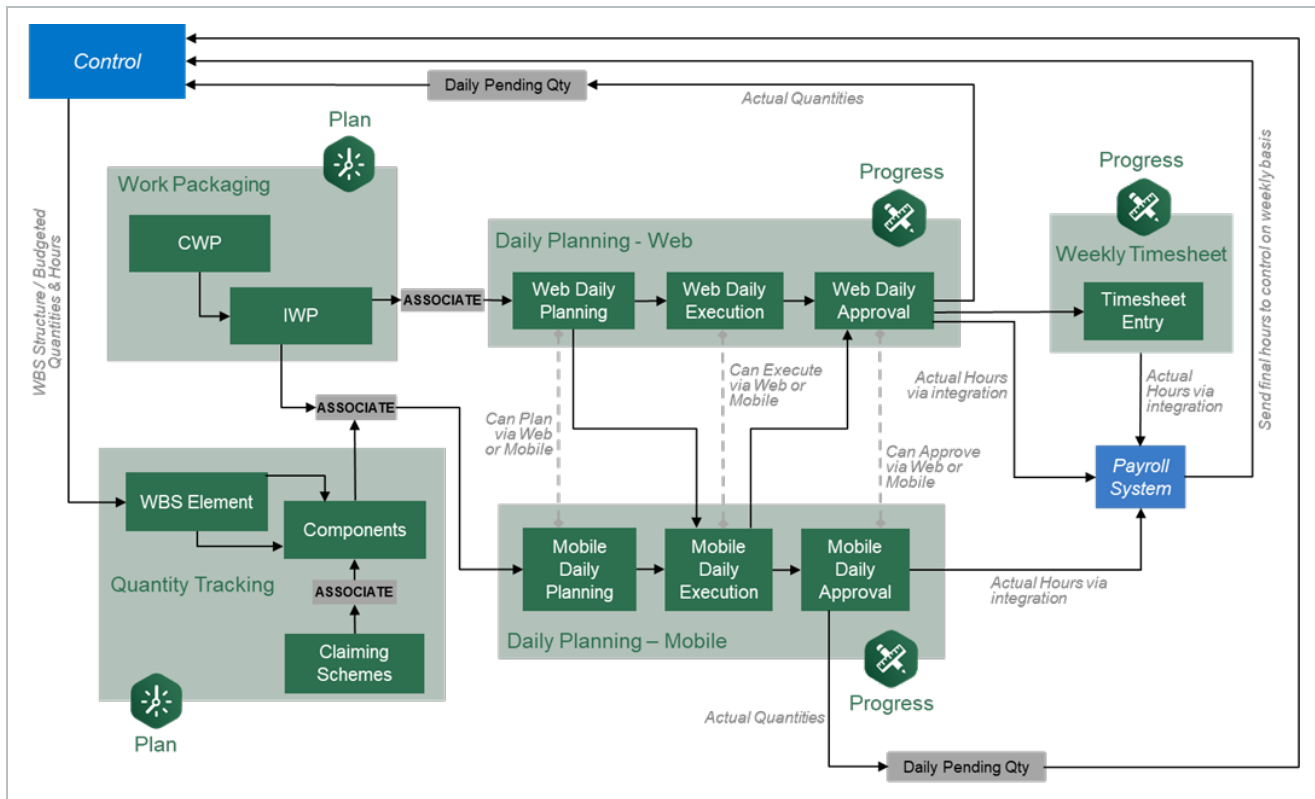 Control
Daily Pending Qty
Actual Quantities
Plan
Work Packaging
CWP
IWP
ASSOCIATE
Progress
Daily Planning - Web
Web Daily
Planning
Web Daily
Execution
Web Daily
Approval
Progress
Weekly Timesheet
Timesheet
Entry
WBS Structure / Budgeted
Quantities & Hours
Send final hours to control on weekly basis
ASSOCIATE
Can Plan
via Web
or Mobile
Can Execute
via Web or
Mobile
Actual Hours
via integration
Can Approve
via Web or
Mobile
Actual
Hours via
integration
Payroll
System
WBS Element
Components
Quantity Tracking
ASSOCIATE
Claiming
Schemes
Plan
Mobile
Daily
Planning
Mobile
Daily
Execution
Mobile
Daily
Approval
Daily Planning – Mobile
Actual Hours via
integration
Progress
Actual Quantities
Daily Pending Qty